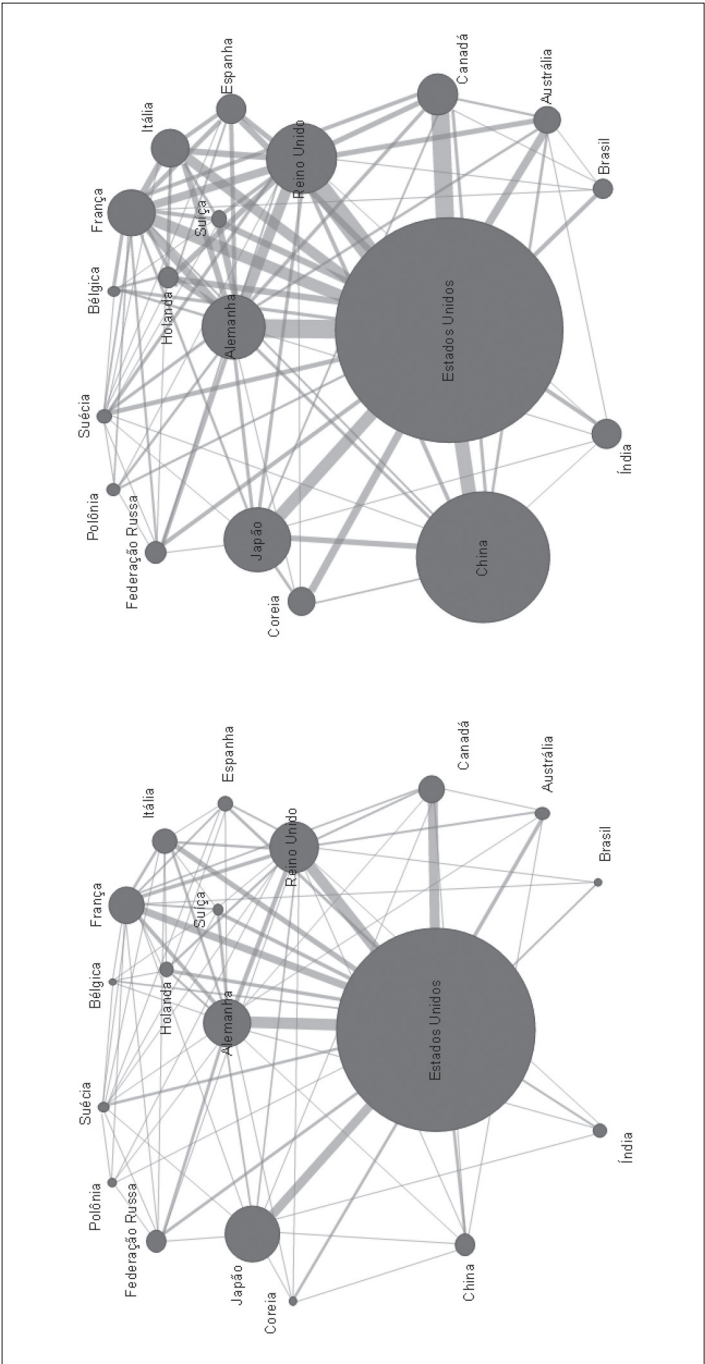 Espanha
Canadá
Itália
Austrália
Reino Unido
França
Brasil
Suíça
Bélgica
Holanda
Alemanha
Estados Unidos
Suécia
Índia
Polônia
Federação Russa
Japão
China
Coreia
Espanha
Canadá
Itália
Austrália
Reino Unido
França
Brasil
Suíça
Bélgica
Holanda
Alemanha
Estados Unidos
Suécia
Índia
Polônia
Federação Russa
Japão
China
Coreia